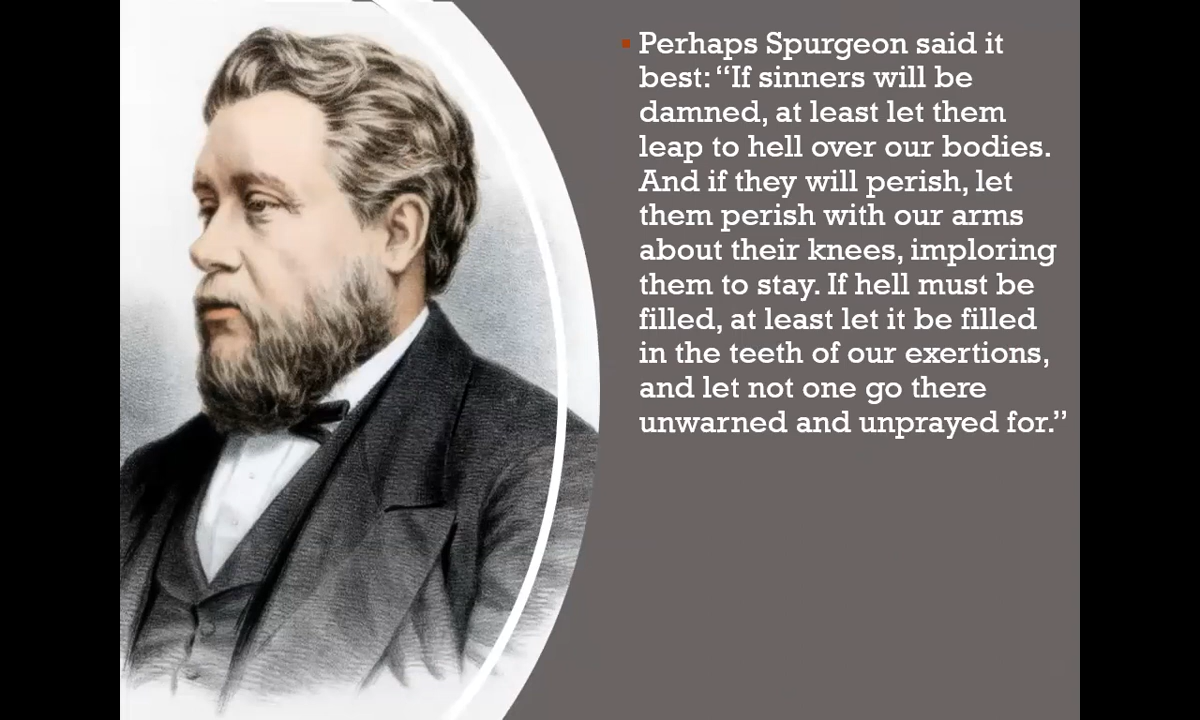 Perhaps Spurgeon said it
best: “If sinners will be
damned, at least let them
leap to hell over our bodies.
And if they will perish, let
them perish with our arms
about their knees, imploring
them to stay. If hell must be
filled, at least let it be filled
in the teeth of our exertions,
and let not one go there
unwarned and unprayed for.”